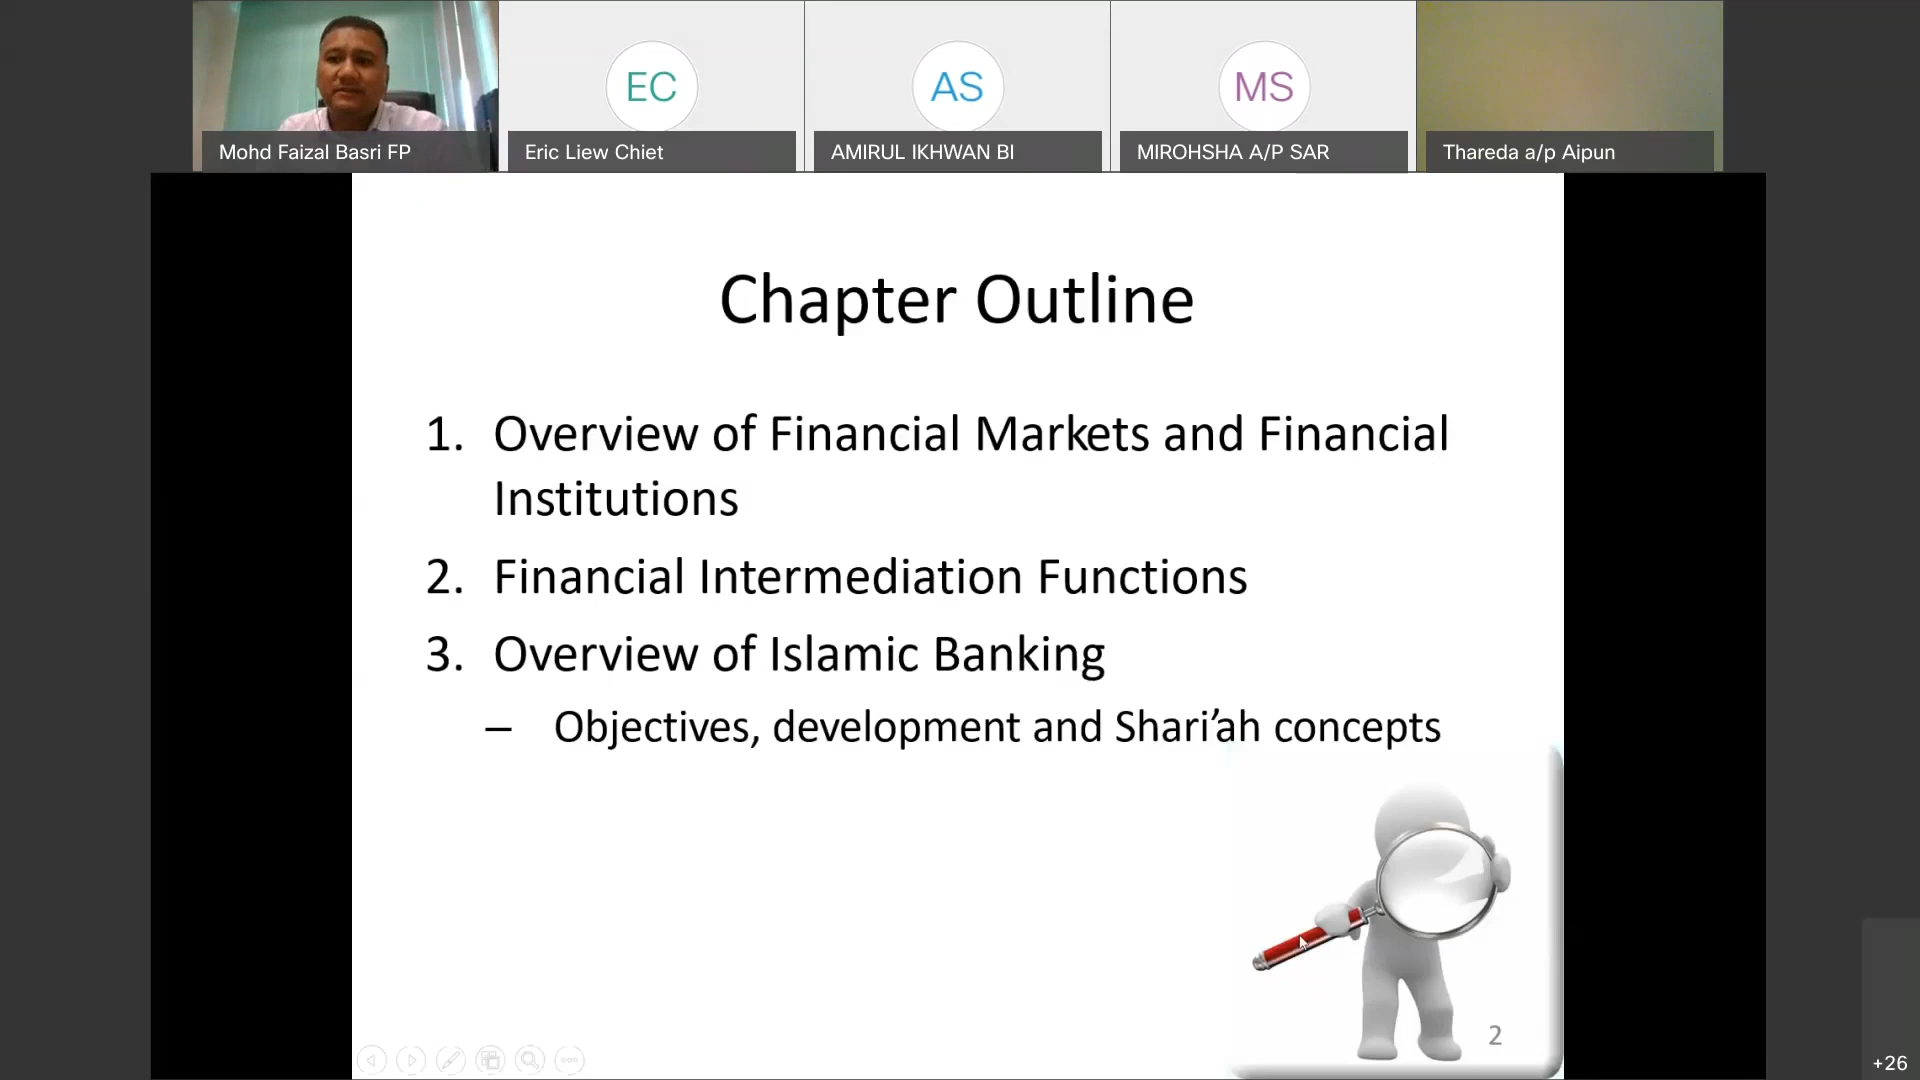 EC
AS
MS
Mohd Faizal Basri FP
Eric Liew Chiet
AMIRUL IKHWAN BI
MIROHSHA A/P SAR
Thareda a/p Aipun
Chapter Outline
1. Overview of Financial Markets and Financial
Institutions
2. Financial Intermediation Functions
3. Overview of Islamic Banking
– Objectives, development and Shari’ah concepts
2
+26